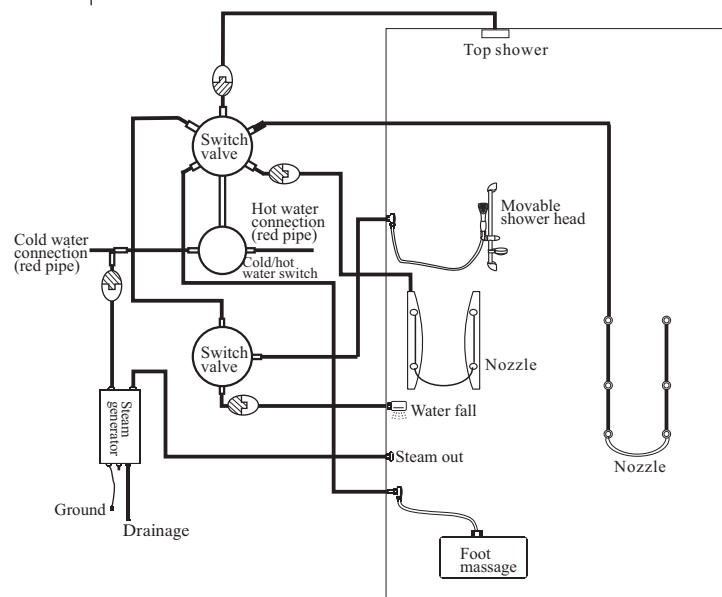 Top shower
Switch
valve
Hot water
connection
(red pipe)
Movable
shower head
Cold water
connection
(red pipe)
Cold/hot
water switch
Switch
valve
Nozzle
Steam
generator
Water fall
Steam out
Nozzle
Ground
Drainage
Foot
massage